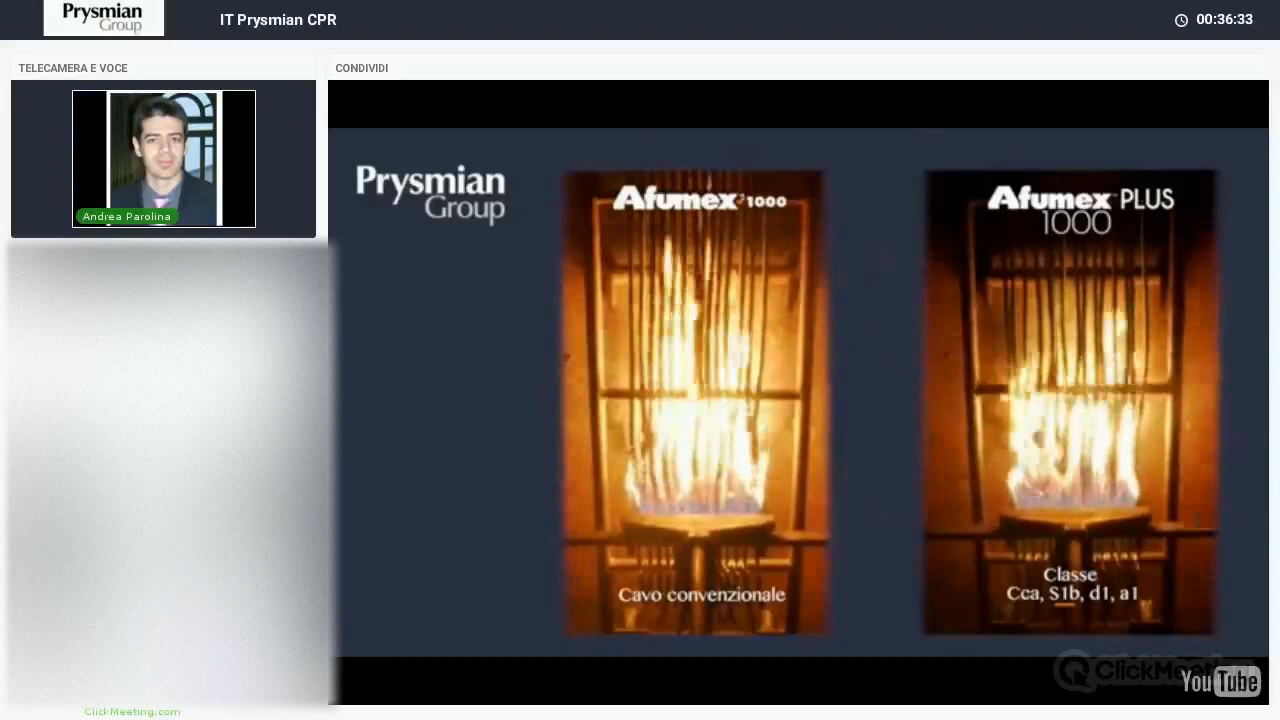 Prysmian
Group
IT Prysmian CPR
00:36:33
TELECAMERA E VOCE
CONDIVIDI
Andrea Parolina
Prysmian
Group
Afumex 1000
Cavo convenzionale
Afumex PLUS
1000
Classe
Cca, S1b, d1, a1
ClickMeeting
YouTube
ClickMeeting.com